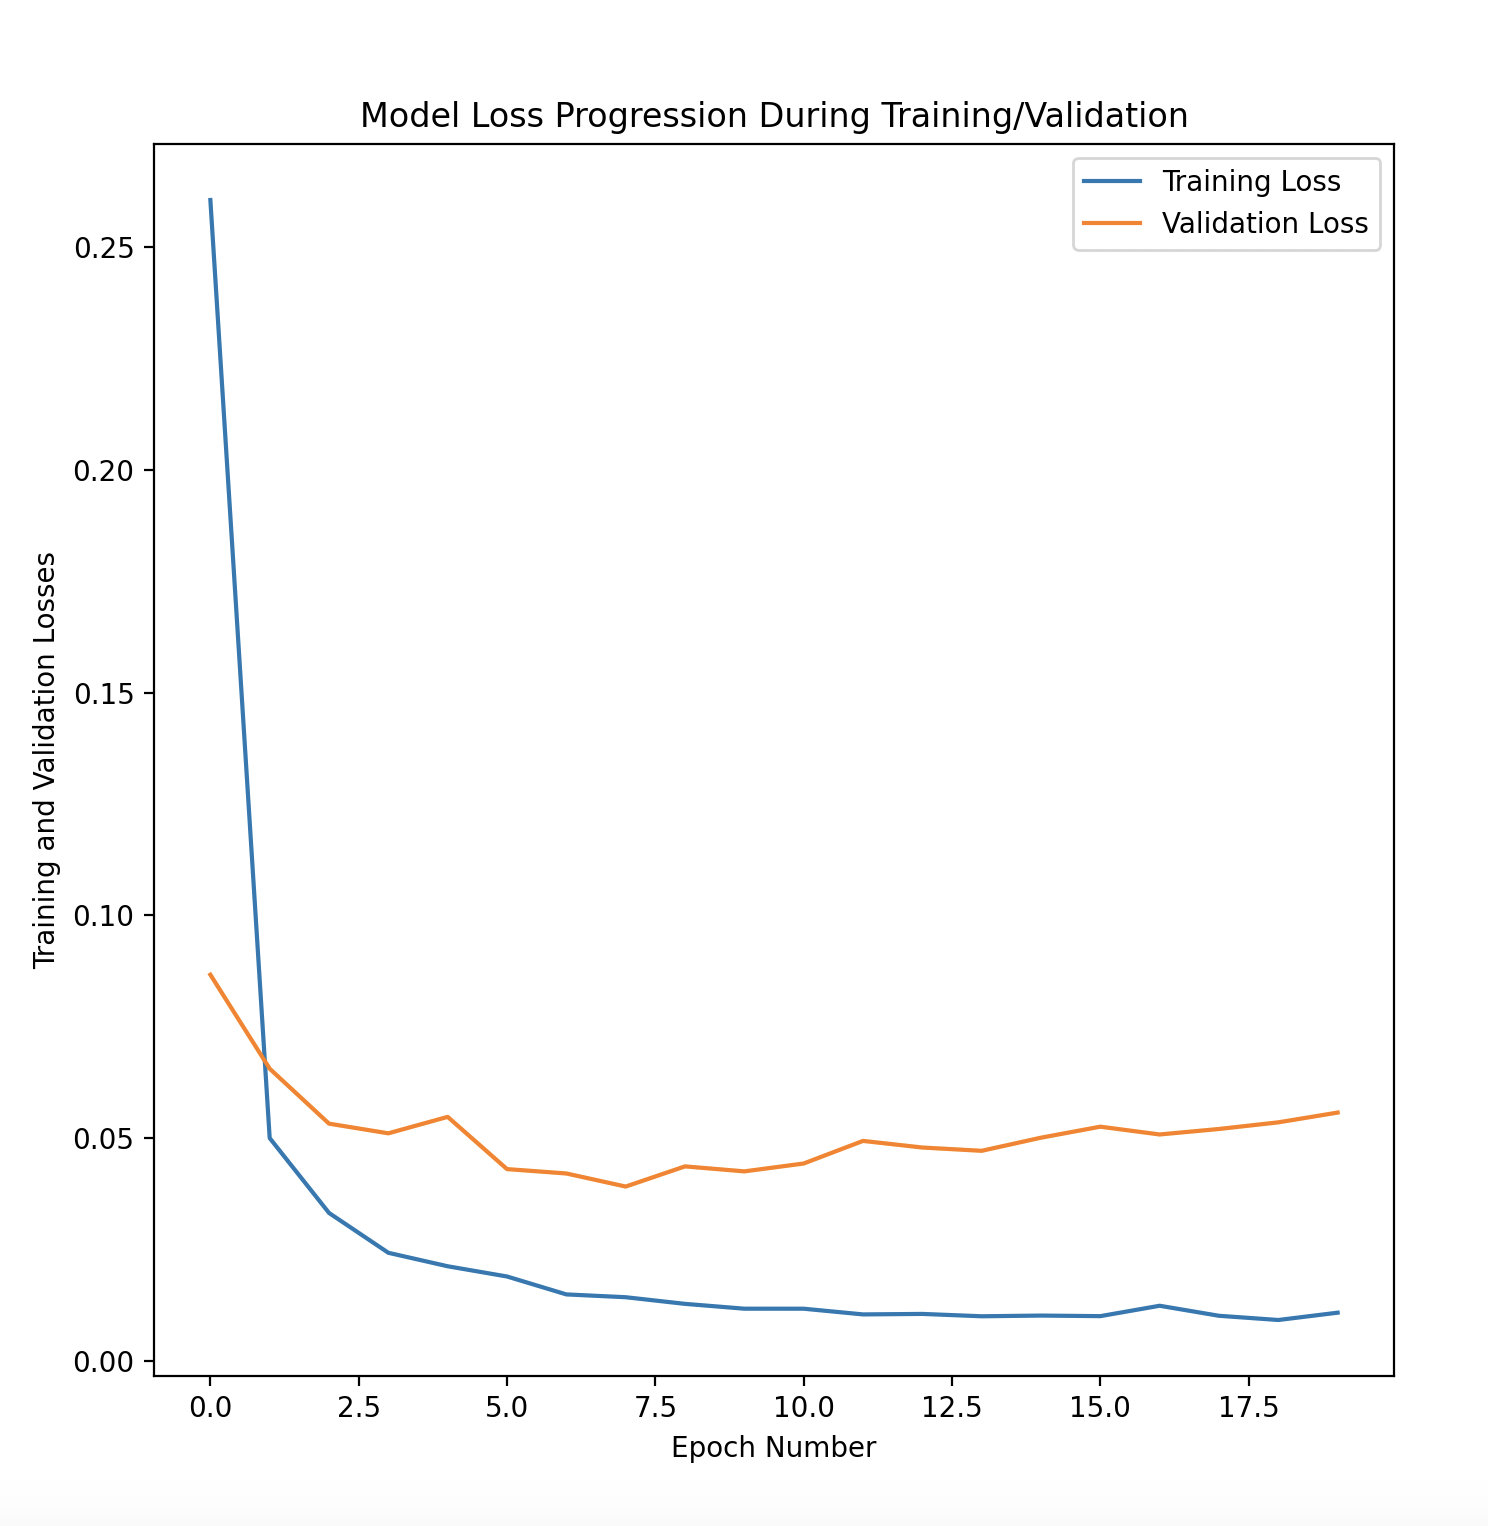 Model Loss Progression During Training/Validation
Training Loss
Validation Loss
Training and Validation Losses
0.25
0.20
0.15
0.10
0.05
0.00
0.0 2.5 5.0 7.5 10.0 12.5 15.0 17.5
Epoch Number